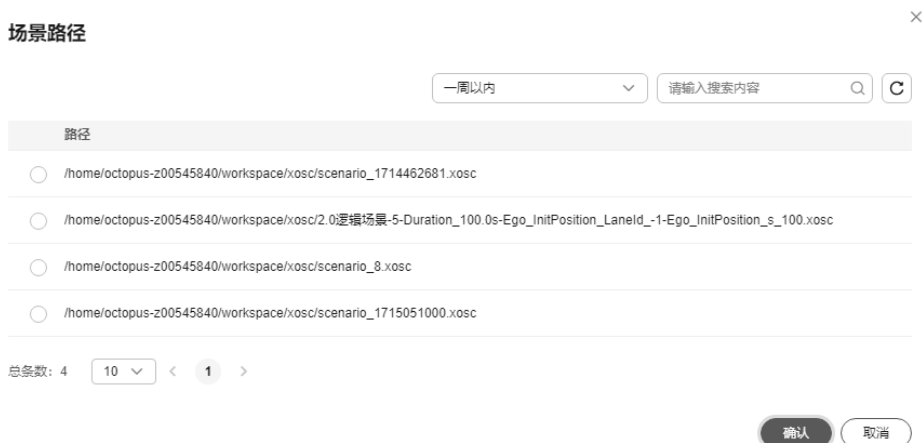 场景路径
一周以内
请输入搜索内容
路径
/home/octopus-z00545840/workspace/xosc/scenario_1714462681.xosc
/home/octopus-z00545840/workspace/xosc/2.0逻辑场景-5-Duration_100.0s-Ego_InitPosition_LaneId_-1-Ego_InitPosition_s_100.xosc
/home/octopus-z00545840/workspace/xosc/scenario_8.xosc
/home/octopus-z00545840/workspace/xosc/scenario_1715051000.xosc
总条数: 4 10 < 1 >
确认 取消